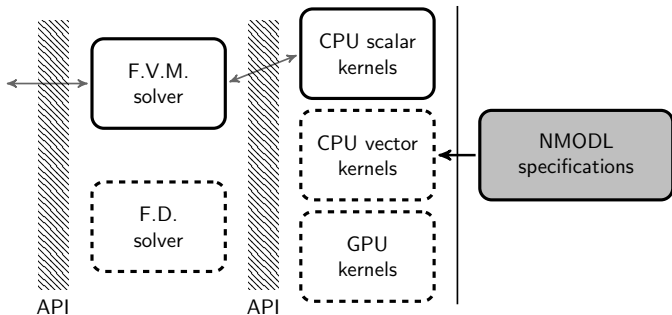 F.V.M.
solver
F.D.
solver
API
API
CPU scalar
kernels
CPU vector
kernels
GPU
kernels
NMODL
specifications